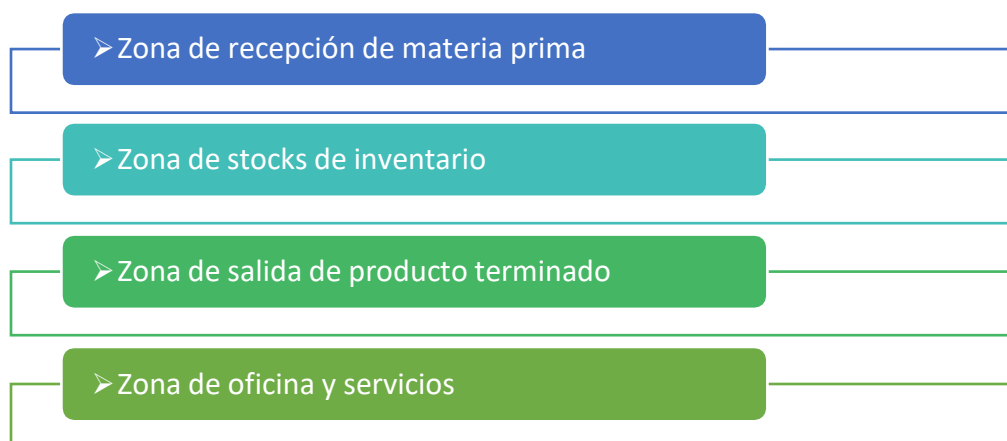 ➢Zona de recepción de materia prima
➢Zona de stocks de inventario
➢Zona de salida de producto terminado
➢Zona de oficina y servicios